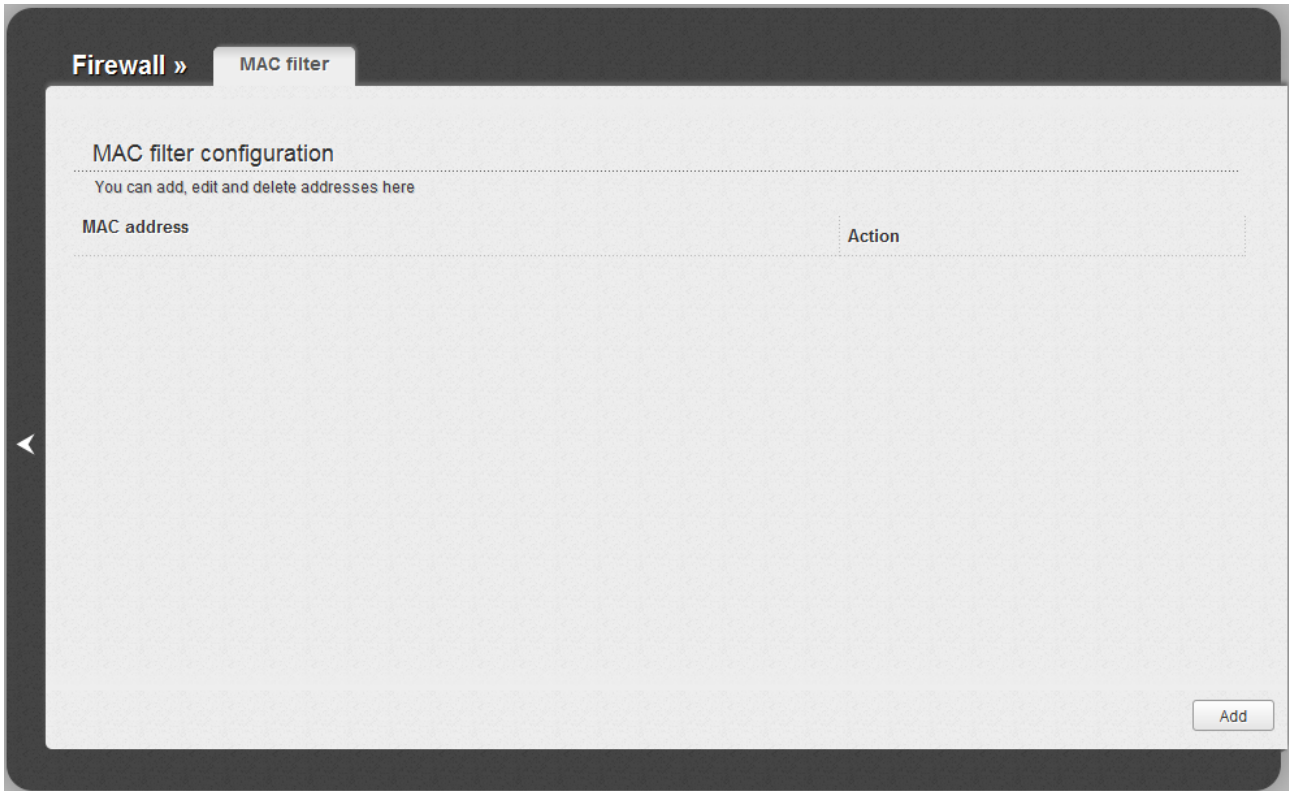 Firewall » MAC filter
MAC filter configuration
You can add, edit and delete addresses here
MAC address Action
Add